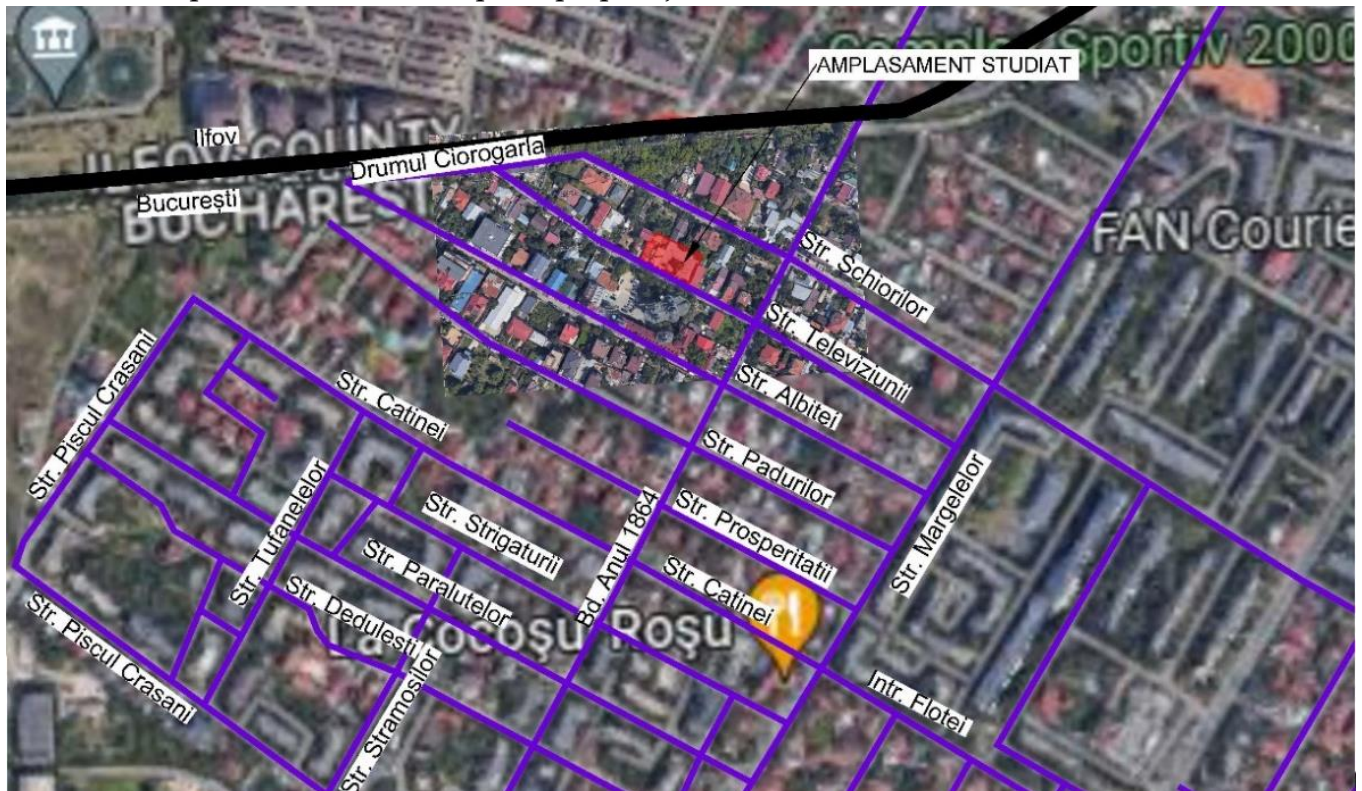 Complex Sportiv 2000
AMPLASAMENT STUDIAT
Ilfov
ILFOV COUNTY
Drumul Ciorogarla
București
BUCHAREST
FAN Courie
Str. Schiorilor
Str. Televiziunii
Str. Albitei
Str. Padurilor
Str. Prosperitatii
Str. Catinei
Str. Piscul Crasani
Str. Catinei
Str. Tufanelelor
Str. Strigaturii
Str. Paralutelor
Bd. Anul 1864
Str. Margelelor
Str. Dedulesti
La Cocoșu Roșu
Str. Piscul Crasani
Str. Stramosilor
Intr. Flotei